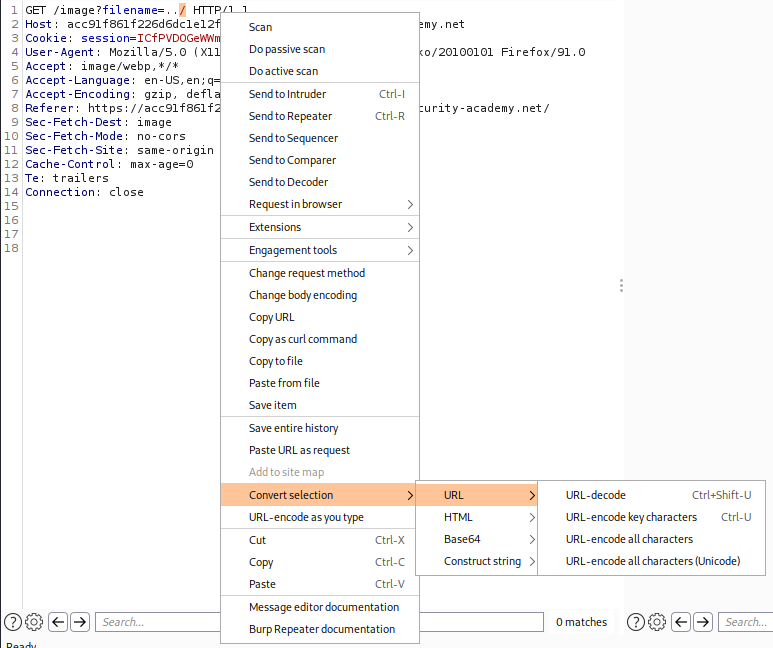 1 GET /image?filename=../ HTTP/1.1
2 Host: acc91f861f226d6dc1e12f demy.net
3 Cookie: session=ICfPVDOGeWWm
4 User-Agent: Mozilla/5.0 (X11 ko/20100101 Firefox/91.0
5 Accept: image/webp,*/*
6 Accept-Language: en-US,en;q=
7 Accept-Encoding: gzip, defla
8 Referer: https://acc91f861f2 curity-academy.net/
9 Sec-Fetch-Dest: image
10 Sec-Fetch-Mode: no-cors
11 Sec-Fetch-Site: same-origin
12 Cache-Control: max-age=0
13 Te: trailers
14 Connection: close
15
16
17
18
Scan
Do passive scan
Do active scan
Send to Intruder Ctrl-I
Send to Repeater Ctrl-R
Send to Sequencer
Send to Comparer
Send to Decoder
Request in browser
Extensions
Engagement tools
Change request method
Change body encoding
Copy URL
Copy as curl command
Copy to file
Paste from file
Save item
Save entire history
Paste URL as request
Add to site map
Convert selection
URL-encode as you type
Cut Ctrl-X
Copy Ctrl-C
Paste Ctrl-V
Message editor documentation
Burp Repeater documentation
URL
HTML
Base64
Construct string
URL-decode Ctrl+Shift-U
URL-encode key characters Ctrl-U
URL-encode all characters
URL-encode all characters (Unicode)
? Search... 0 matches ? Search...
Ready